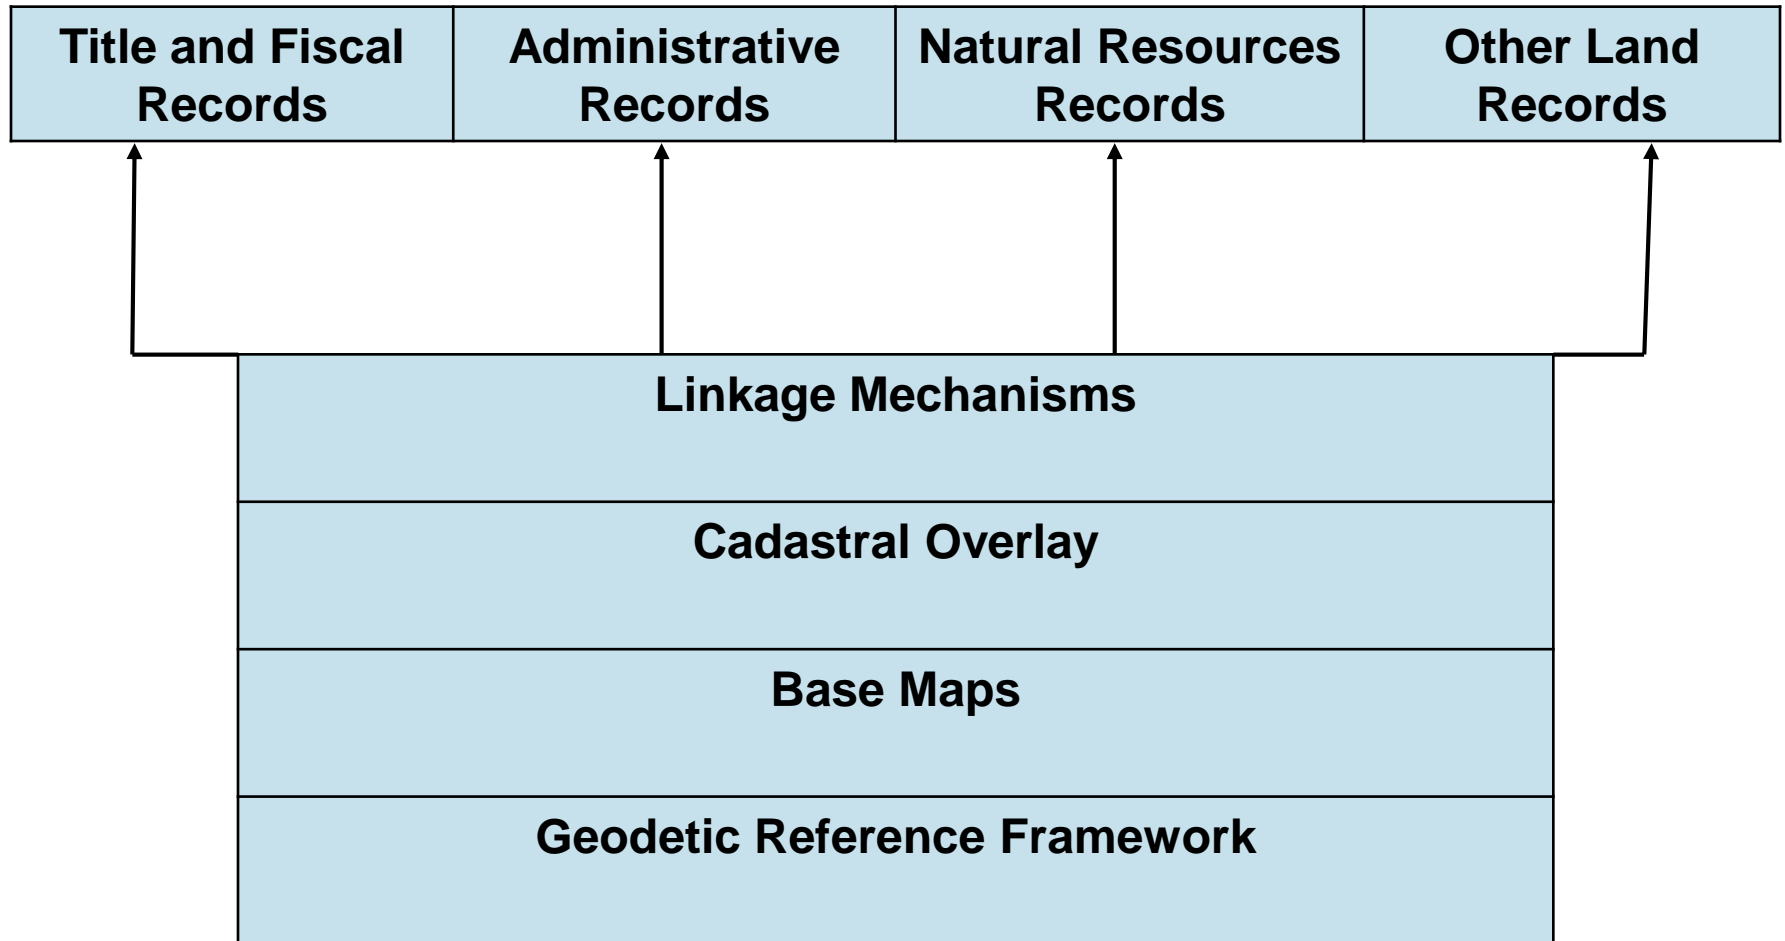 Title and Fiscal
Records
Administrative
Records
Natural Resources
Records
Other Land
Records
Linkage Mechanisms
Cadastral Overlay
Base Maps
Geodetic Reference Framework